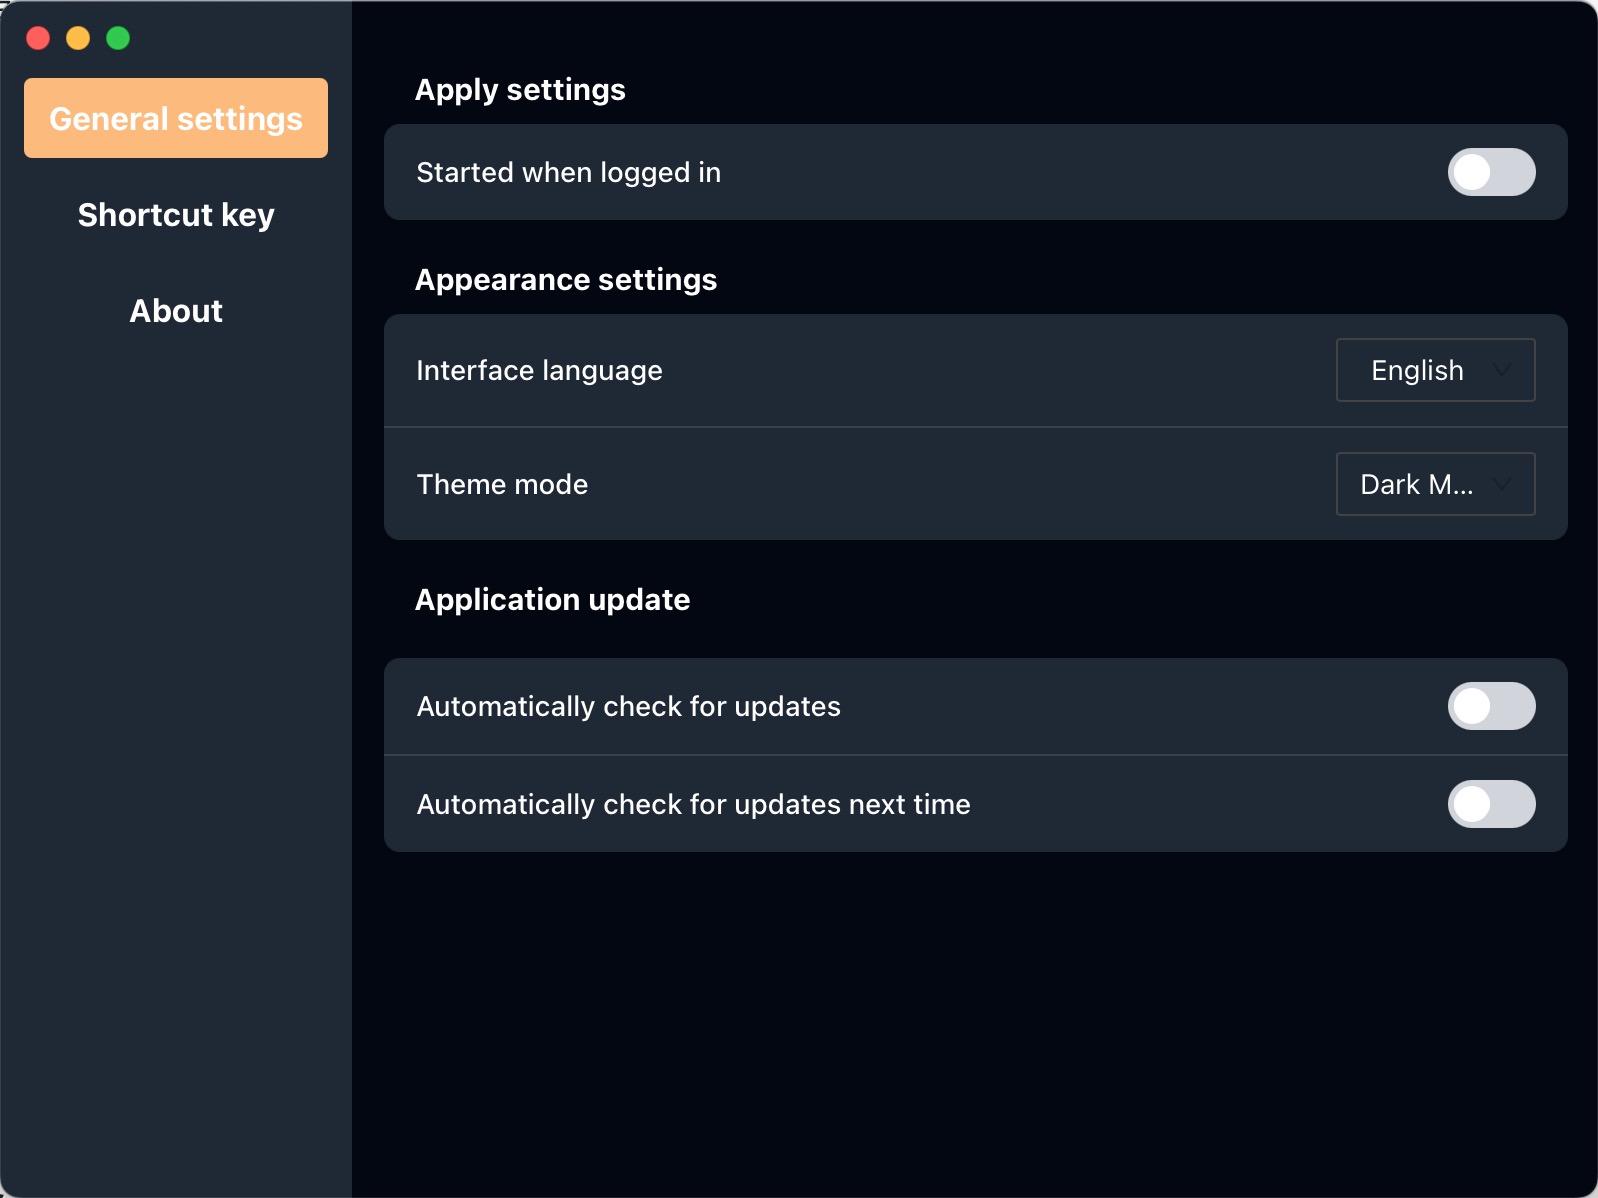 General settings
Shortcut key
About
Apply settings
Started when logged in
Appearance settings
Interface language
English
Theme mode
Dark M...
Application update
Automatically check for updates
Automatically check for updates next time